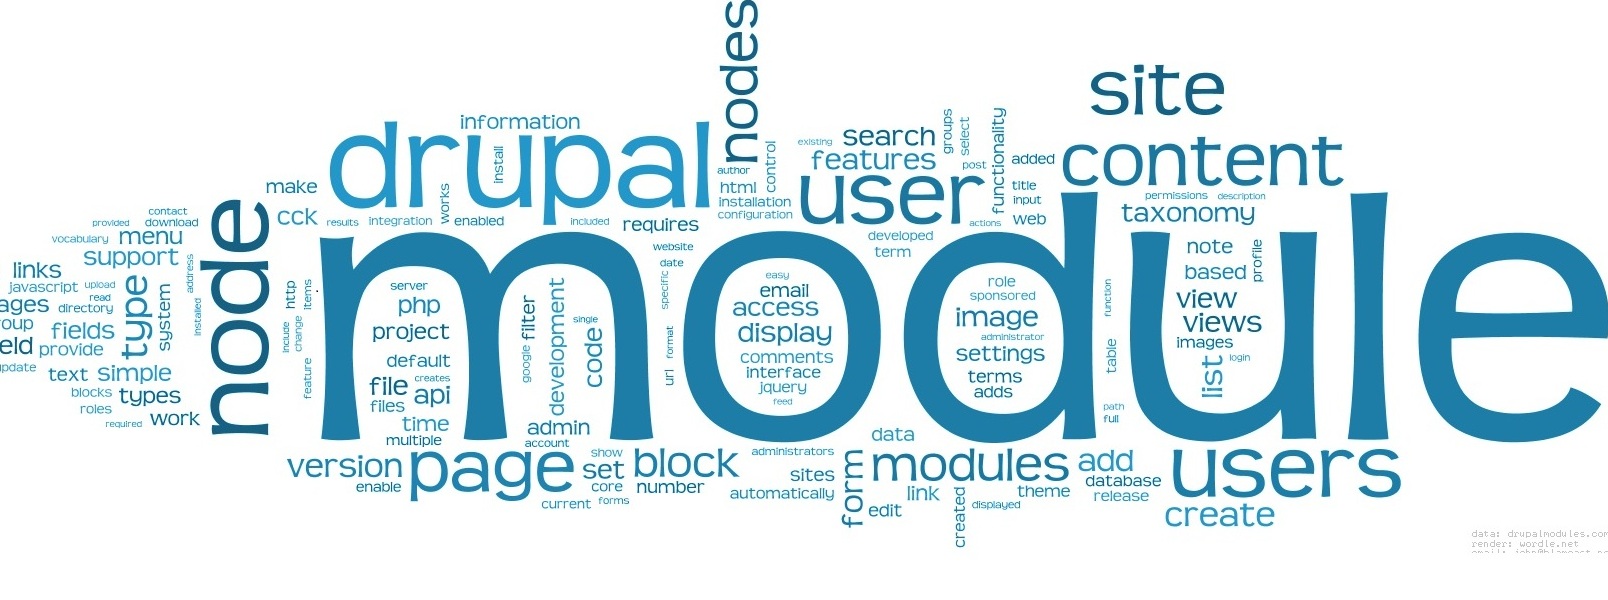 nodes
site
information
drupal
install
works
existing
search
features
groups
select
post
functionality
added
content
author
control
html
installation
configuration
user
title
input
web
actions
permissions
description
taxonomy
make
cck
results
integration
enabled
included
requires
contact
provided
download
vocabulary
menu
support
address
links
javascript
upload
read
ages
directory
roup
fields
eld
provide
type
system
installed
update
text
simple
blocks
types
roles
required
work
node
http
items
include
change
feature
module
server
php
project
default
creates
file
api
files
time
multiple
google
filter
development
single
code
admin
account
website
date
specific
format
url
developed
term
easy
email
access
display
comments
interface
jquery
feed
role
sponsored
image
administrator
settings
terms
adds
function
table
path
full
note
based
profile
view
views
images
list
login
version
enable
page
show
set
core
forms
current
block
number
administrators
sites
automatically
data
form
modules
link
edit
created
displayed
theme
add
database
release
users
create
data: drupalmodules.com
render: wordle.net